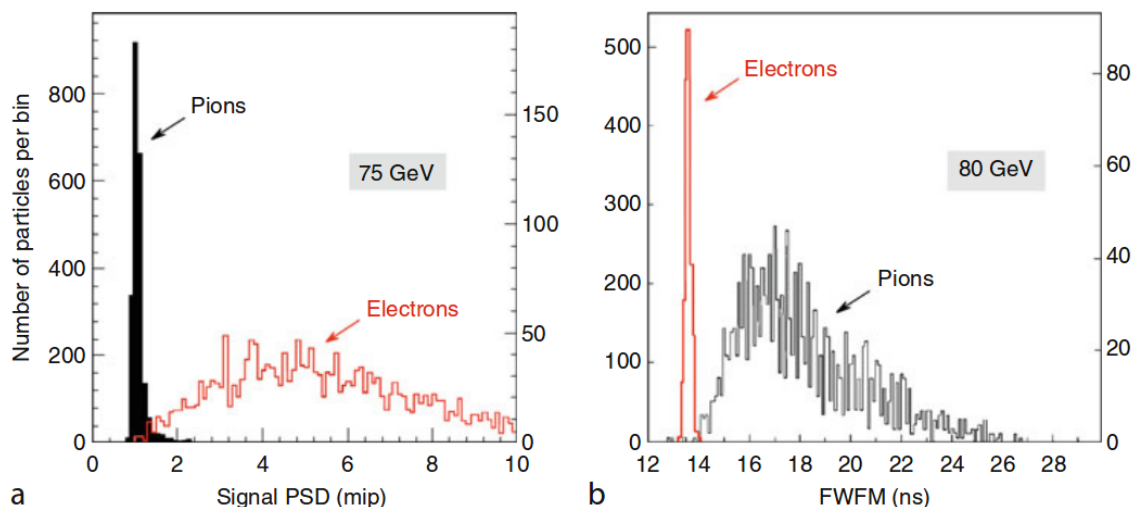 Number of particles per bin
800
600
400
200
0
150
100
50
0
Pions
75 GeV
Electrons
0 2 4 6 8 10
a Signal PSD (mip)
500
400
300
200
100
0
80
60
40
20
0
Electrons
80 GeV
Pions
12 14 16 18 20 22 24 26 28
b FWFM (ns)